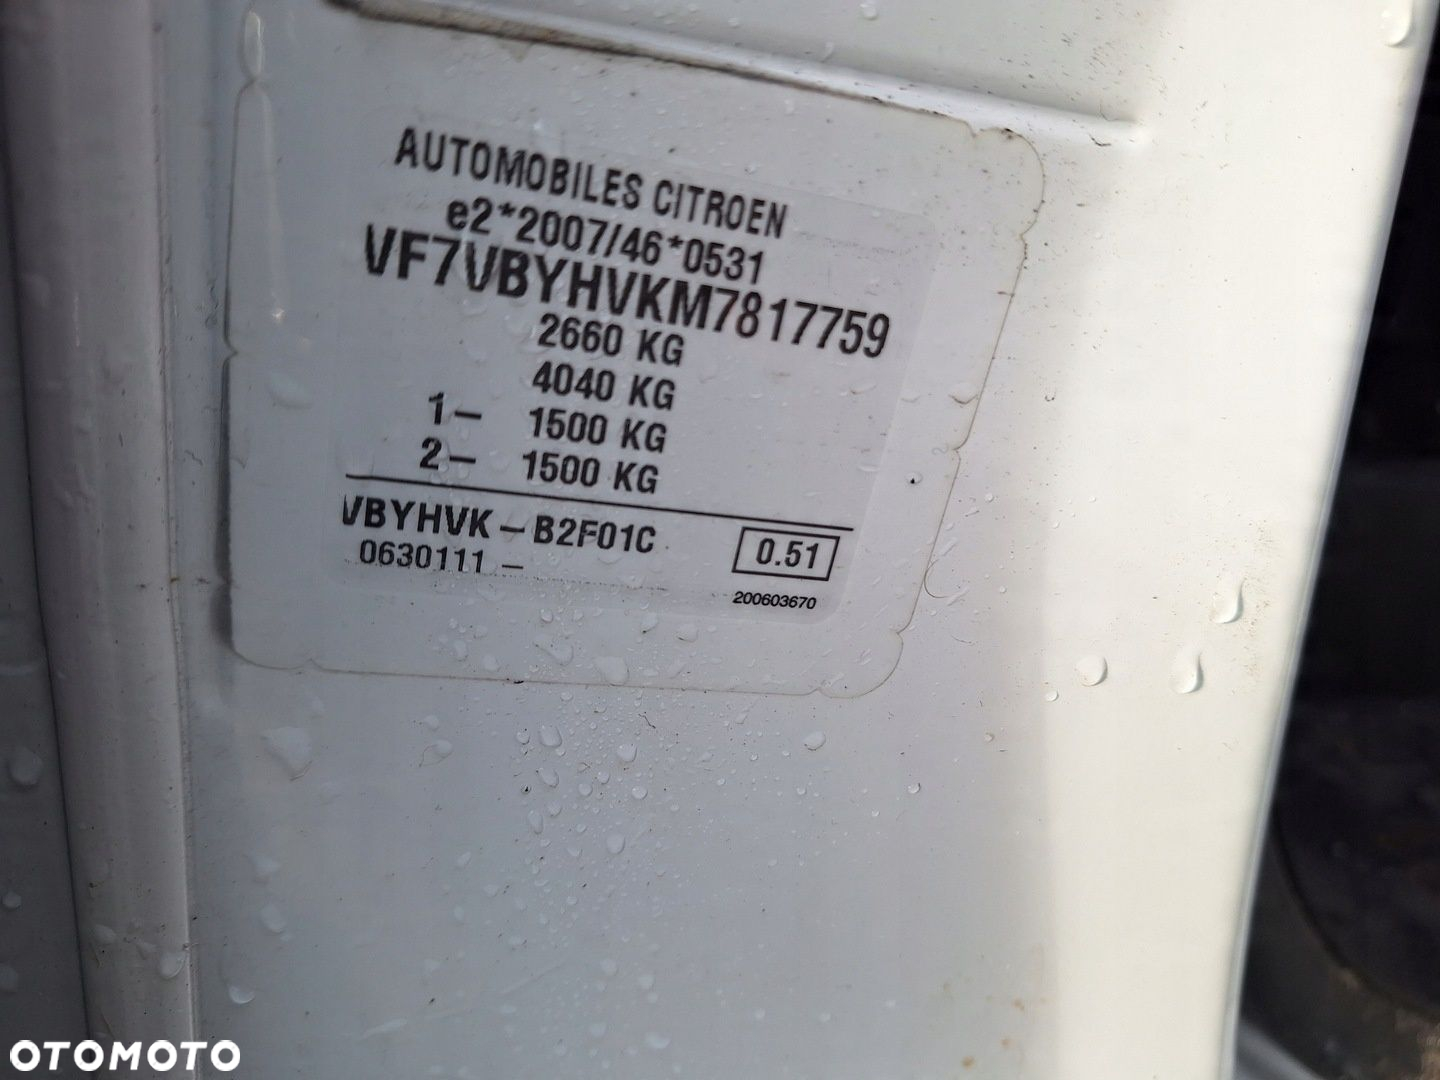 AUTOMOBILES CITROEN
e2*2007/46*0531
VF7VBYHVKM7817759
2660 KG
4040 KG
1- 1500 KG
2- 1500 KG
VBYHVK - B2F01C
0.51
0630111 -
200603670
OTOMOTO